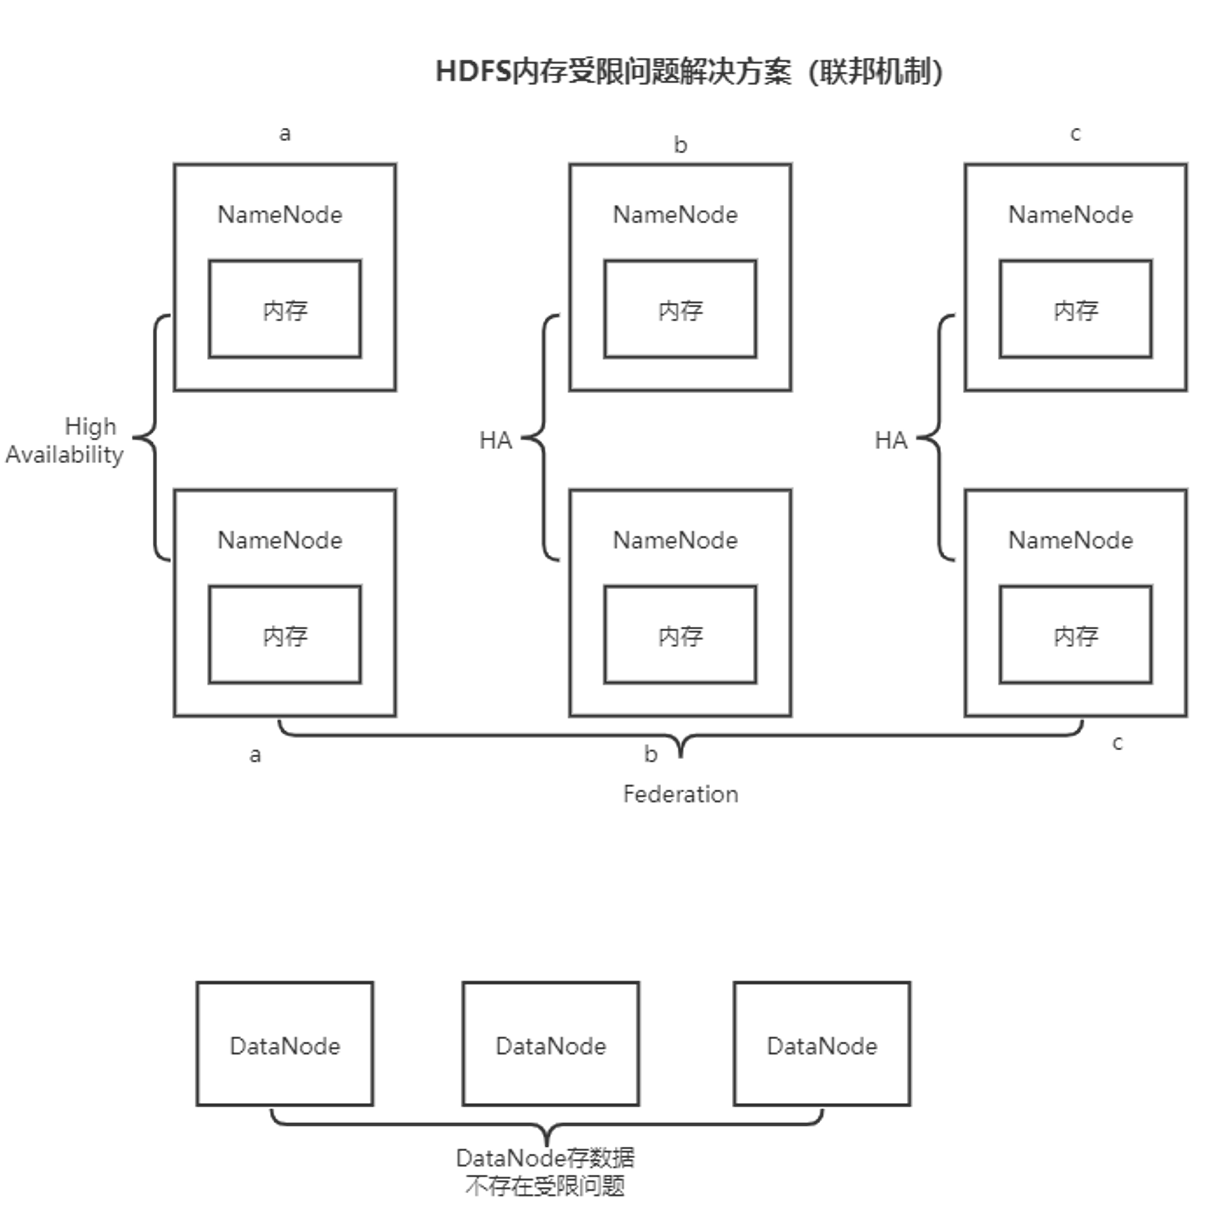 HDFS内存受限问题解决方案（联邦机制）
a
b
c
NameNode
NameNode
NameNode
内存
内存
内存
High
Availability
HA
HA
NameNode
NameNode
NameNode
内存
内存
内存
a
b
c
Federation
DataNode
DataNode
DataNode
DataNode存数据
不存在受限问题